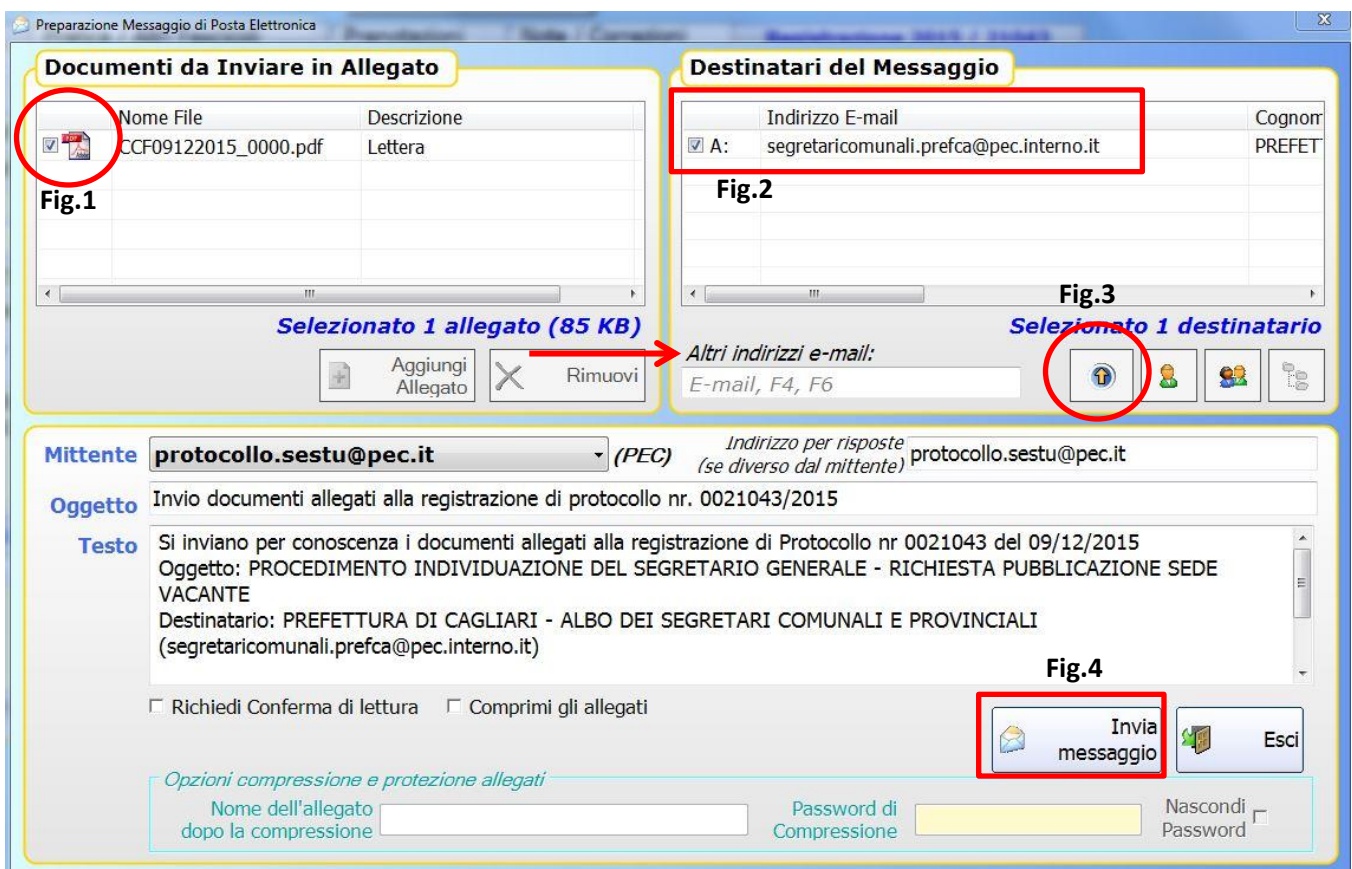 Preparazione Messaggio di Posta Elettronica
Registrazione 2015 / 21043
Documenti da Inviare in Allegato
Nome File Descrizione
CCF09122015_0000.pdf Lettera
Fig.1
Selezionato 1 allegato (85 KB)
Aggiungi
Allegato
Rimuovi
Destinatari del Messaggio
Indirizzo E-mail Cognom
A: segretaricomunali.prefca@pec.interno.it PREFET
Fig.2
Fig.3
Selezionato 1 destinatario
Altri indirizzi e-mail:
E-mail, F4, F6
Mittente protocollo.sestu@pec.it (PEC)
Indirizzo per risposte
(se diverso dal mittente) protocollo.sestu@pec.it
Oggetto Invio documenti allegati alla registrazione di protocollo nr. 0021043/2015
Testo Si inviano per conoscenza i documenti allegati alla registrazione di Protocollo nr 0021043 del 09/12/2015
Oggetto: PROCEDIMENTO INDIVIDUAZIONE DEL SEGRETARIO GENERALE - RICHIESTA PUBBLICAZIONE SEDE
VACANTE
Destinatario: PREFETTURA DI CAGLIARI - ALBO DEI SEGRETARI COMUNALI E PROVINCIALI
(segretaricomunali.prefca@pec.interno.it)
Fig.4
Richiedi Conferma di lettura Comprimi gli allegati
Invia
messaggio
Esci
Opzioni compressione e protezione allegati
Nome dell'allegato
dopo la compressione
Password di
Compressione
Nascondi
Password